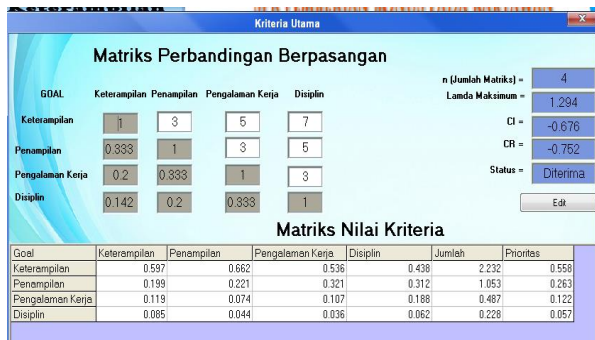 Kriteria Utama
Matriks Perbandingan Berpasangan
n (Jumlah Matriks) = 4
GOAL Keterampilan Penampilan Pengalaman Kerja Disiplin
Lamda Maksimum = 1.294
Keterampilan 1 3 5 7
CI = -0.676
Penampilan 0.333 1 3 5
CR = -0.752
Pengalaman Kerja 0.2 0.333 1 3
Status = Diterima
Disiplin 0.142 0.2 0.333 1
Edit
Matriks Nilai Kriteria
Goal Keterampilan Penampilan Pengalaman Kerja Disiplin Jumlah Prioritas
Keterampilan 0.597 0.662 0.536 0.438 2.232 0.558
Penampilan 0.199 0.221 0.321 0.312 1.053 0.263
Pengalaman Kerja 0.119 0.074 0.107 0.188 0.487 0.122
Disiplin 0.085 0.044 0.036 0.062 0.228 0.057